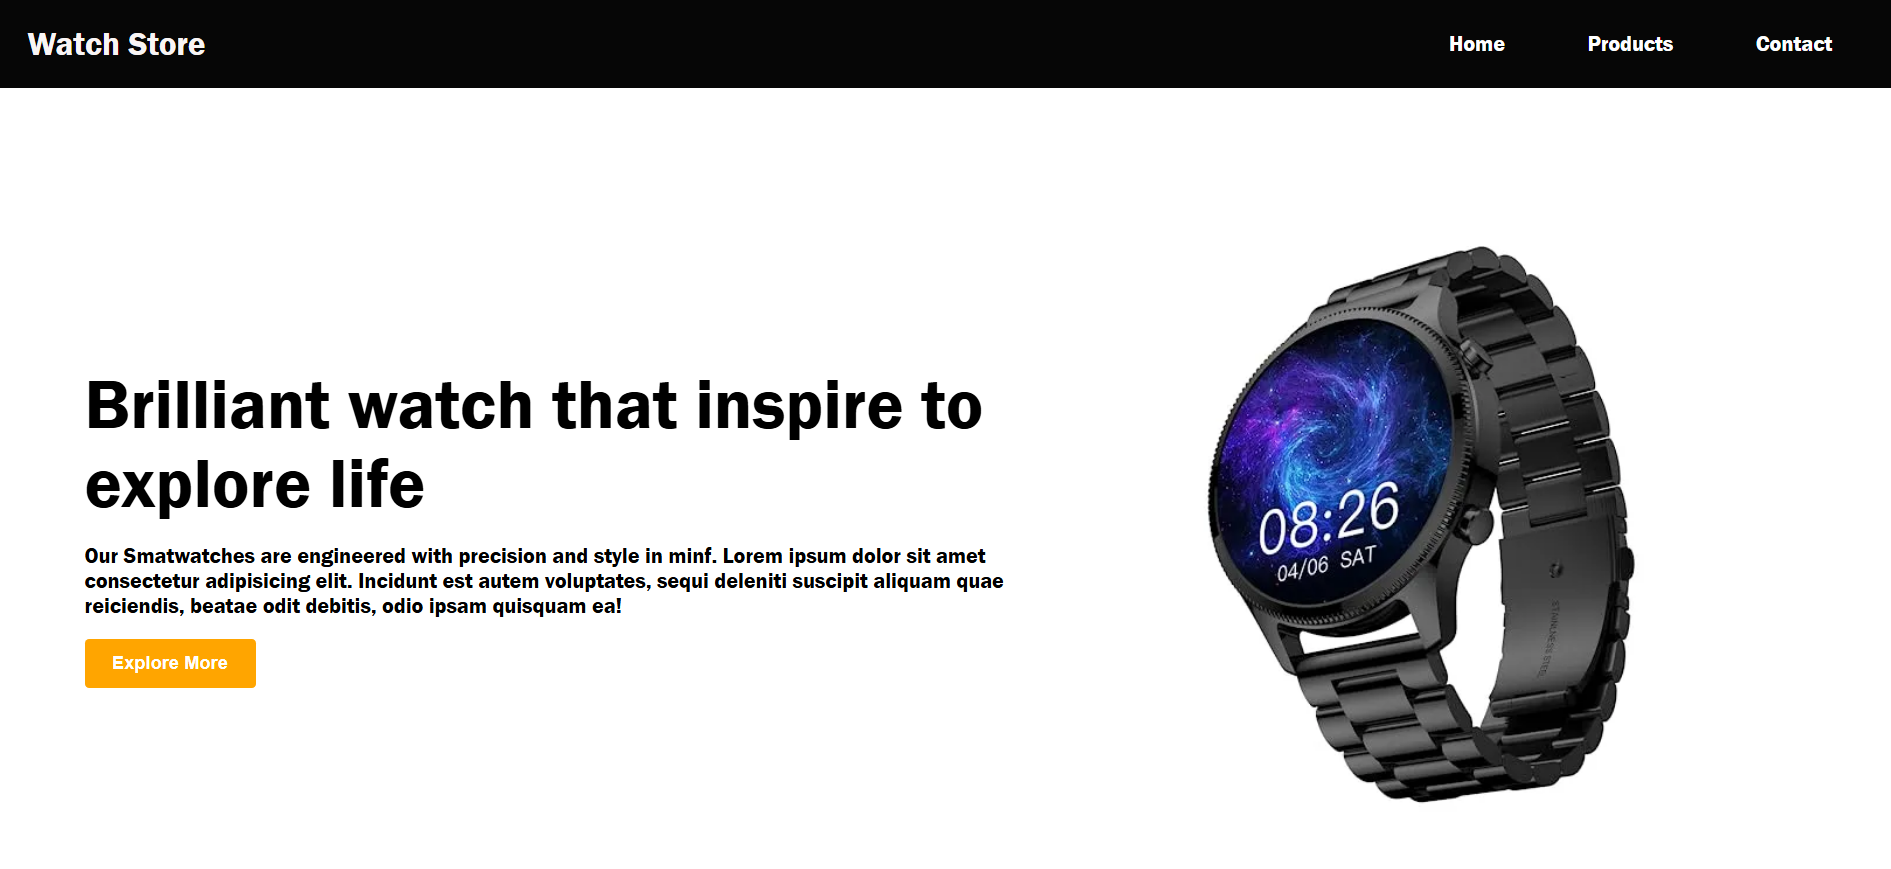 Watch Store
Home Products Contact
Brilliant watch that inspire to
explore life
Our Smatwatches are engineered with precision and style in minf. Lorem ipsum dolor sit amet
consectetur adipisicing elit. Incidunt est autem voluptates, sequi deleniti suscipit aliquam quae
reiciendis, beatae odit debitis, odio ipsam quisquam ea!
Explore More
08:26
04/06 SAT
STAINLESS STEEL